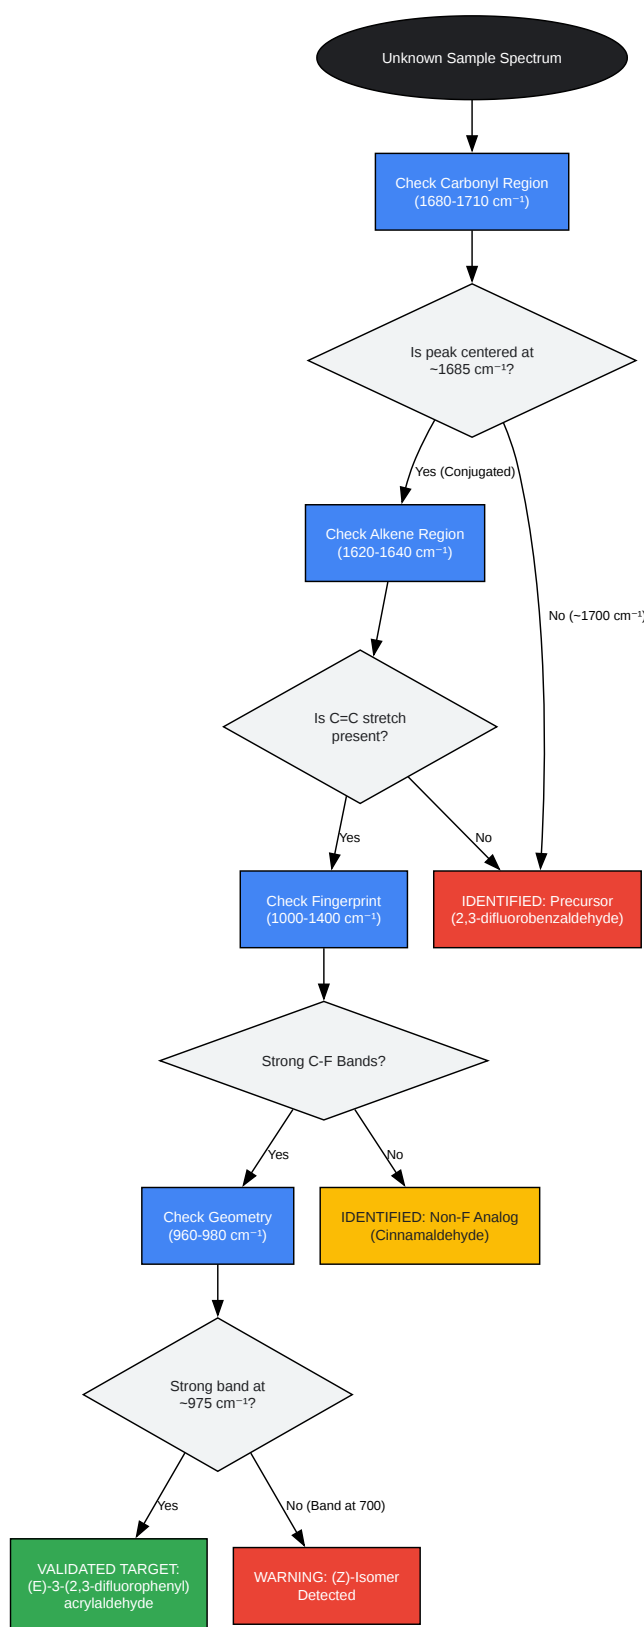 Unknown Sample Spectrum
Check Carbonyl Region
(1680-1710 cm⁻¹)
Is peak centered at
~1685 cm⁻¹?
Yes (Conjugated)
Check Alkene Region
(1620-1640 cm⁻¹)
No (~1700 cm⁻¹)
Is C=C stretch
present?
Yes
No
Check Fingerprint
(1000-1400 cm⁻¹)
IDENTIFIED: Precursor
(2,3-difluorobenzaldehyde)
Strong C-F Bands?
Yes
No
Check Geometry
(960-980 cm⁻¹)
IDENTIFIED: Non-F Analog
(Cinnamaldehyde)
Strong band at
~975 cm⁻¹?
Yes
No (Band at 700)
VALIDATED TARGET:
(E)-3-(2,3-difluorophenyl)
acrylaldehyde
WARNING: (Z)-Isomer
Detected